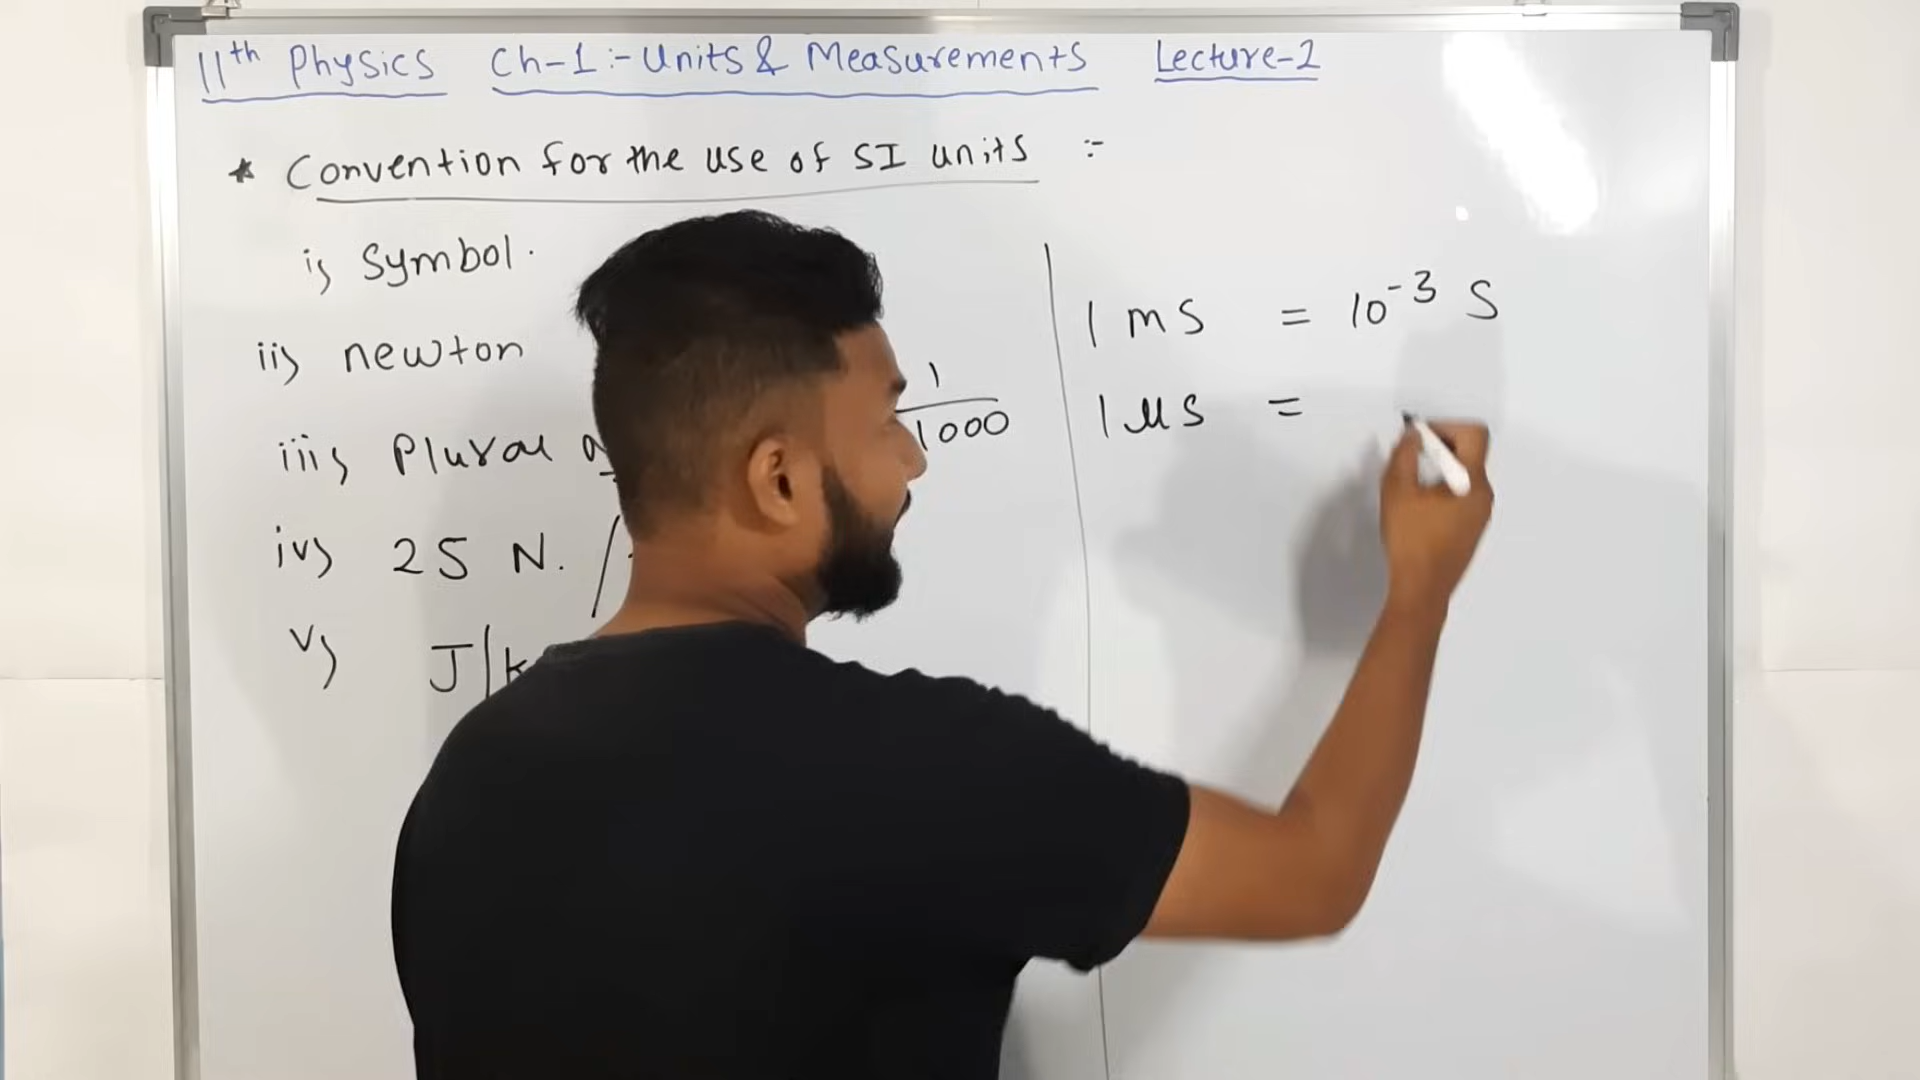 11th Physics Ch-1:- Units & Measurements Lecture-2
* Convention for the use of SI units :-
i) Symbol.
ii) newton
iii) Plural
iv) 25 N. /
v) J/k
1
1000
1 ms = 10⁻³ S
1 μs =